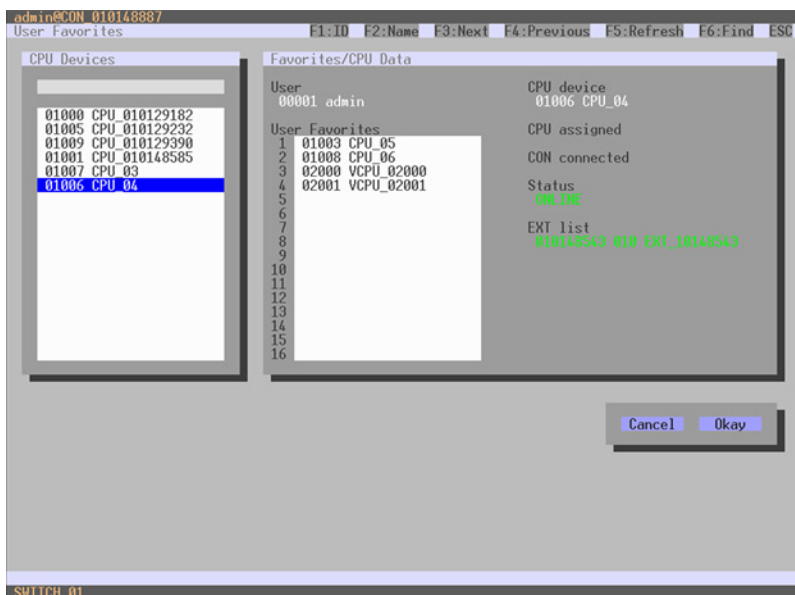 admin@CON_010148887
User Favorites F1:ID F2:Name F3:Next F4:Previous F5:Refresh F6:Find ESC
CPU Devices
01000 CPU_010129182
01005 CPU_010129232
01009 CPU_010129390
01001 CPU_010148585
01007 CPU_03
01006 CPU_04
Favorites/CPU Data
User
00001 admin
User Favorites
1 01003 CPU_05
2 01008 CPU_06
3 02000 VCPU_02000
4 02001 VCPU_02001
5
6
7
8
9
10
11
12
13
14
15
16
CPU device
01006 CPU_04
CPU assigned
CON connected
Status
ONLINE
EXT list
010148543 010 EXT_10148543
Cancel Okay
SWITCH_01